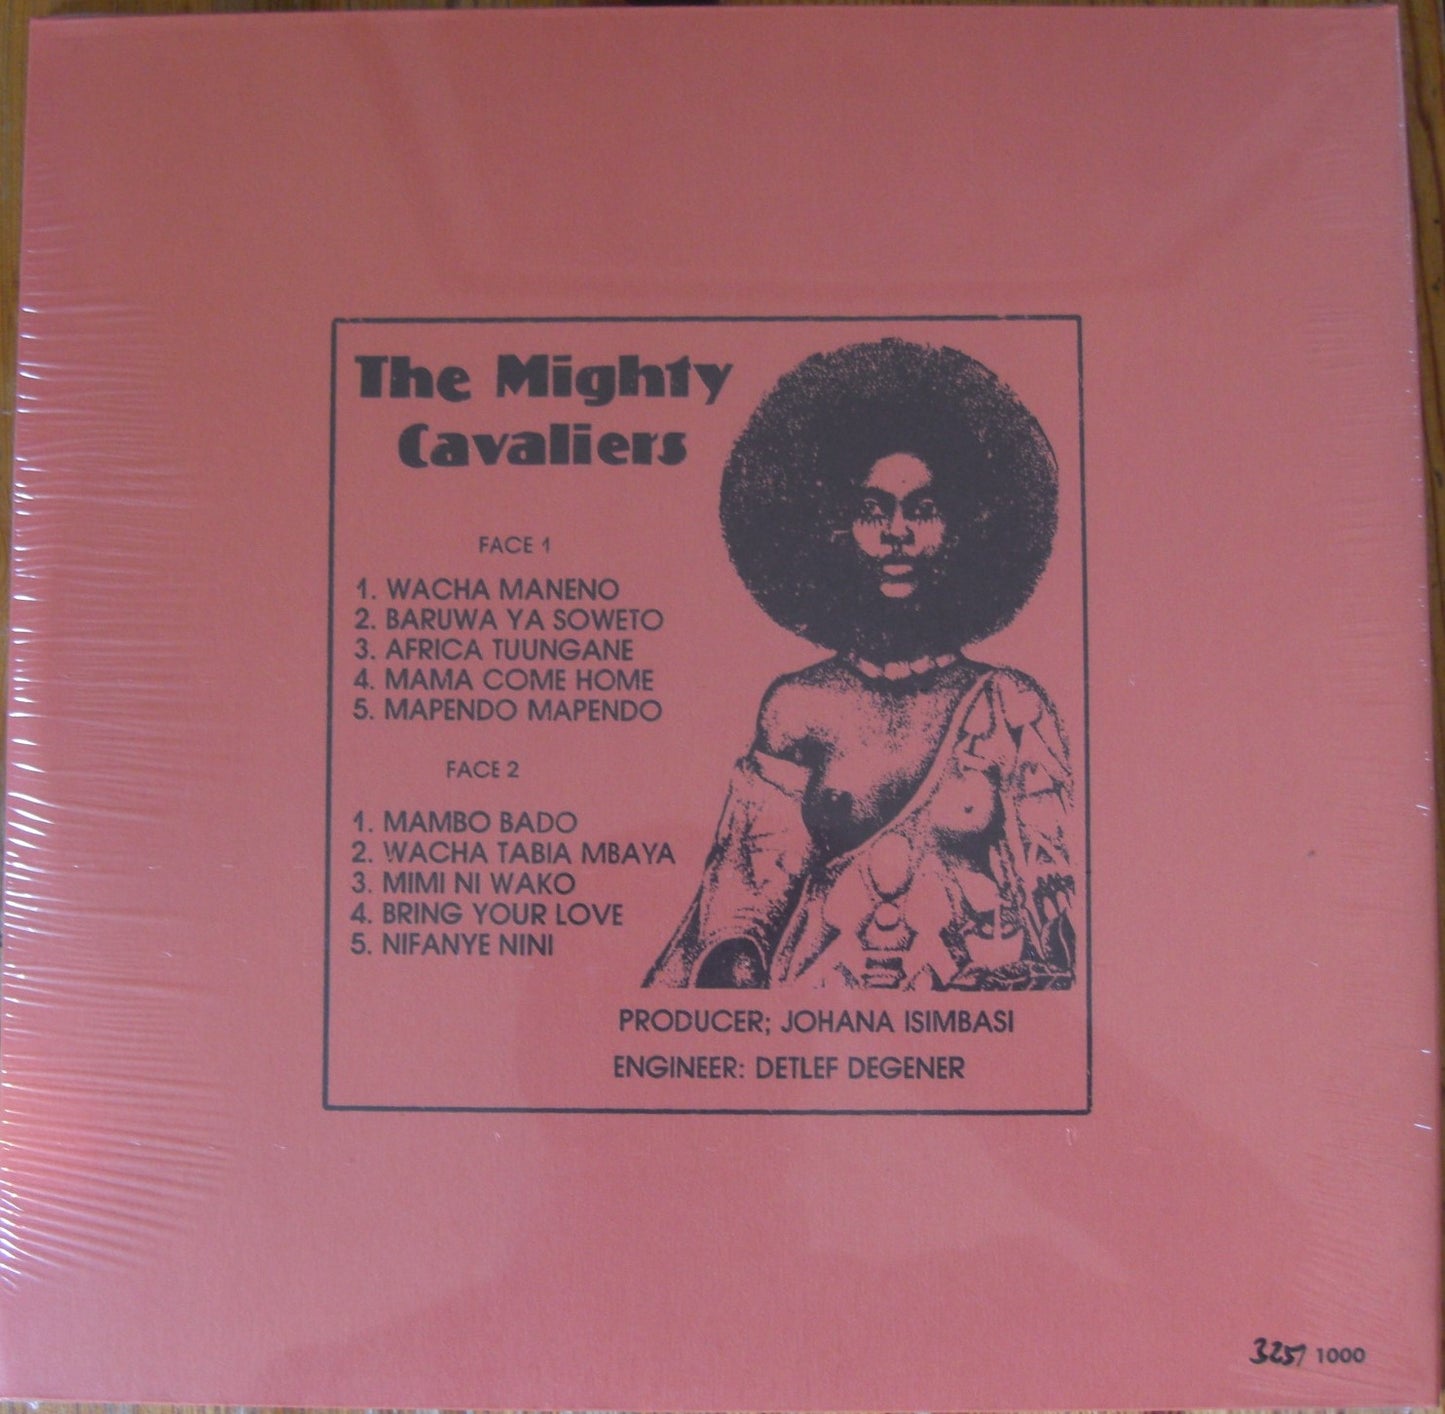 The Mighty
Cavaliers
FACE 1
1. WACHA MANENO
2. BARUWA YA SOWETO
3. AFRICA TUUNGANE
4. MAMA COME HOME
5. MAPENDO MAPENDO
FACE 2
1. MAMBO BADO
2. WACHA TABIA MBAYA
3. MIMI NI WAKO
4. BRING YOUR LOVE
5. NIFANYE NINI
PRODUCER; JOHANA ISIMBASI
ENGINEER: DETLEF DEGENER
325/ 1000